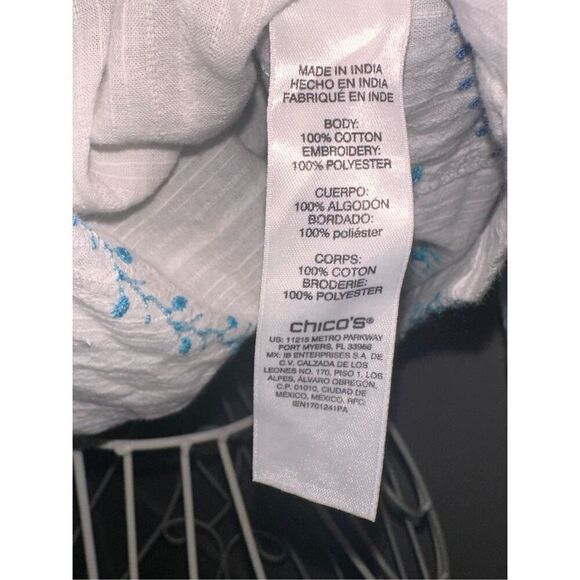 MADE IN INDIA
HECHO EN INDIA
FABRIQUÉ EN INDE
BODY:
100% COTTON
EMBROIDERY:
100% POLYESTER
CUERPO:
100% ALGODÓN
BORDADO:
100% poliéster
CORPS:
100% COTON
BRODERIE:
100% POLYESTER
chico's®
US: 11215 METRO PARKWAY
FORT MYERS, FL 33966
MX: IB ENTERPRISES S.A. DE
C.V. CALZADA DE LOS
LEONES NO. 170, PISO 1, LOS
ALPES, ÁLVARO OBREGÓN,
C.P. 01010, CIUDAD DE
MÉXICO, MÉXICO, RFC:
IEN1701241PA